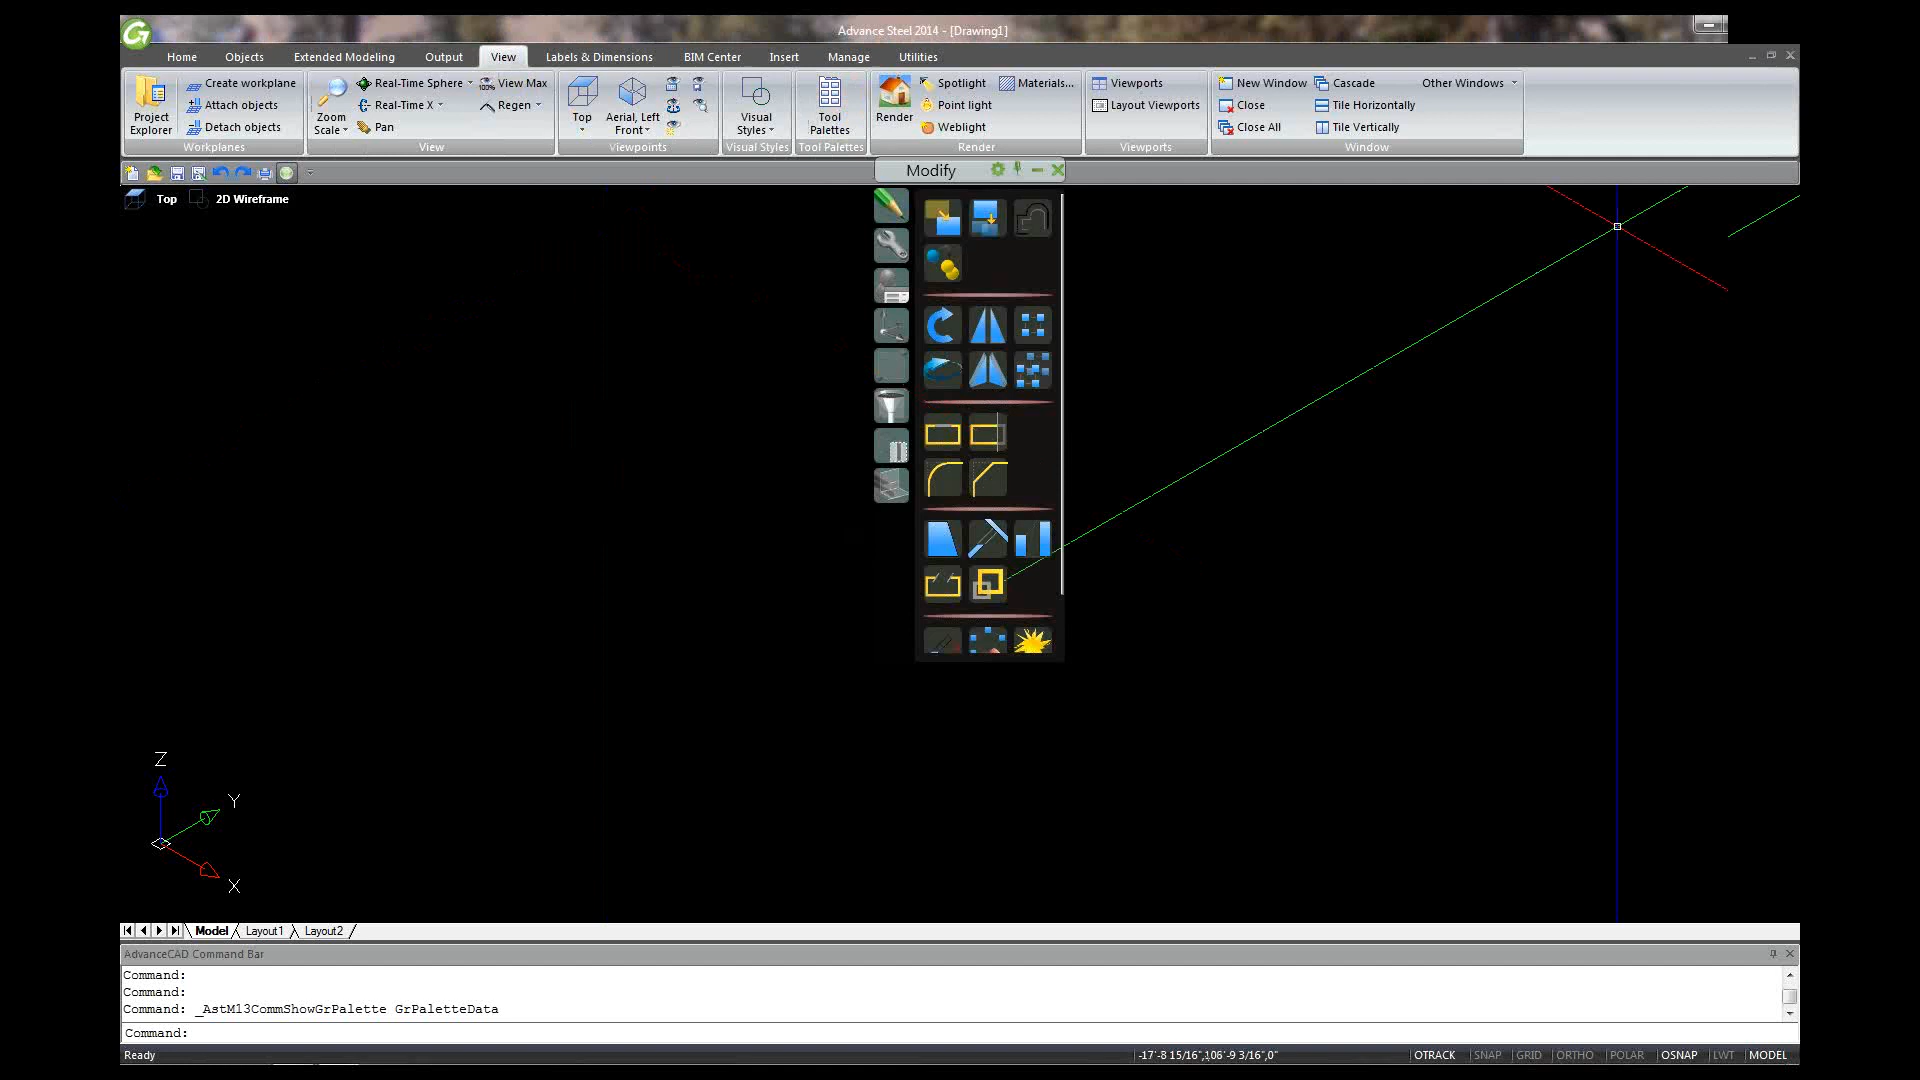 Advance Steel 2014 - [Drawing1]
Home Objects Extended Modeling Output View Labels & Dimensions BIM Center Insert Manage Utilities
Create workplane Real-Time Sphere View Max Spotlight Materials... Viewports New Window Cascade Other Windows
Attach objects Real-Time X Regen Point light Layout Viewports Close Tile Horizontally
Detach objects Pan Weblight Close All Tile Vertically
Project Explorer Zoom Scale Top Aerial, Left Front Visual Styles Tool Palettes Render
Workplanes View Viewpoints Visual Styles Tool Palettes Render Viewports Window
Modify
Top 2D Wireframe
Z
Y
X
Model Layout1 Layout2
AdvanceCAD Command Bar
Command:
Command:
Command: _AstM13CommShowGrPalette GrPaletteData
Command:
Ready -17'-8 15/16",106'-9 3/16",0" OTRACK SNAP GRID ORTHO POLAR OSNAP LWT MODEL